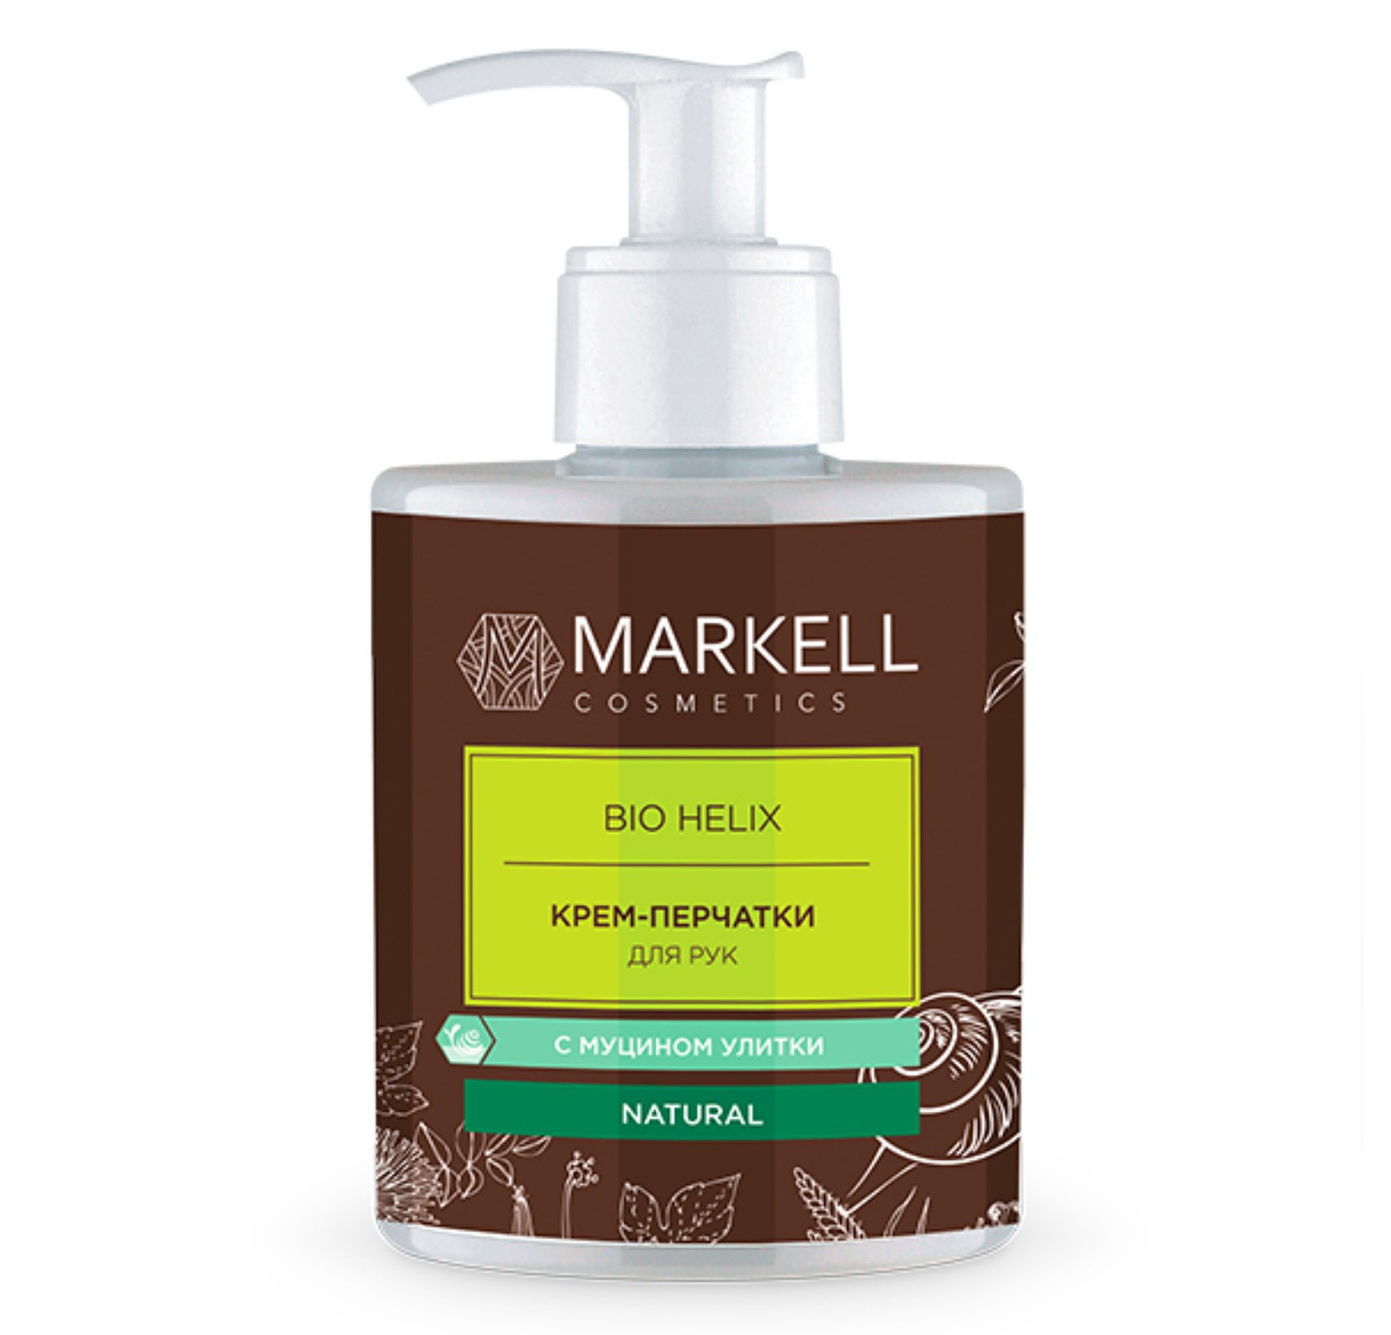 MARKELL
COSMETICS
BIO HELIX
КРЕМ-ПЕРЧАТКИ
ДЛЯ РУК
С МУЦИНОМ УЛИТКИ
NATURAL